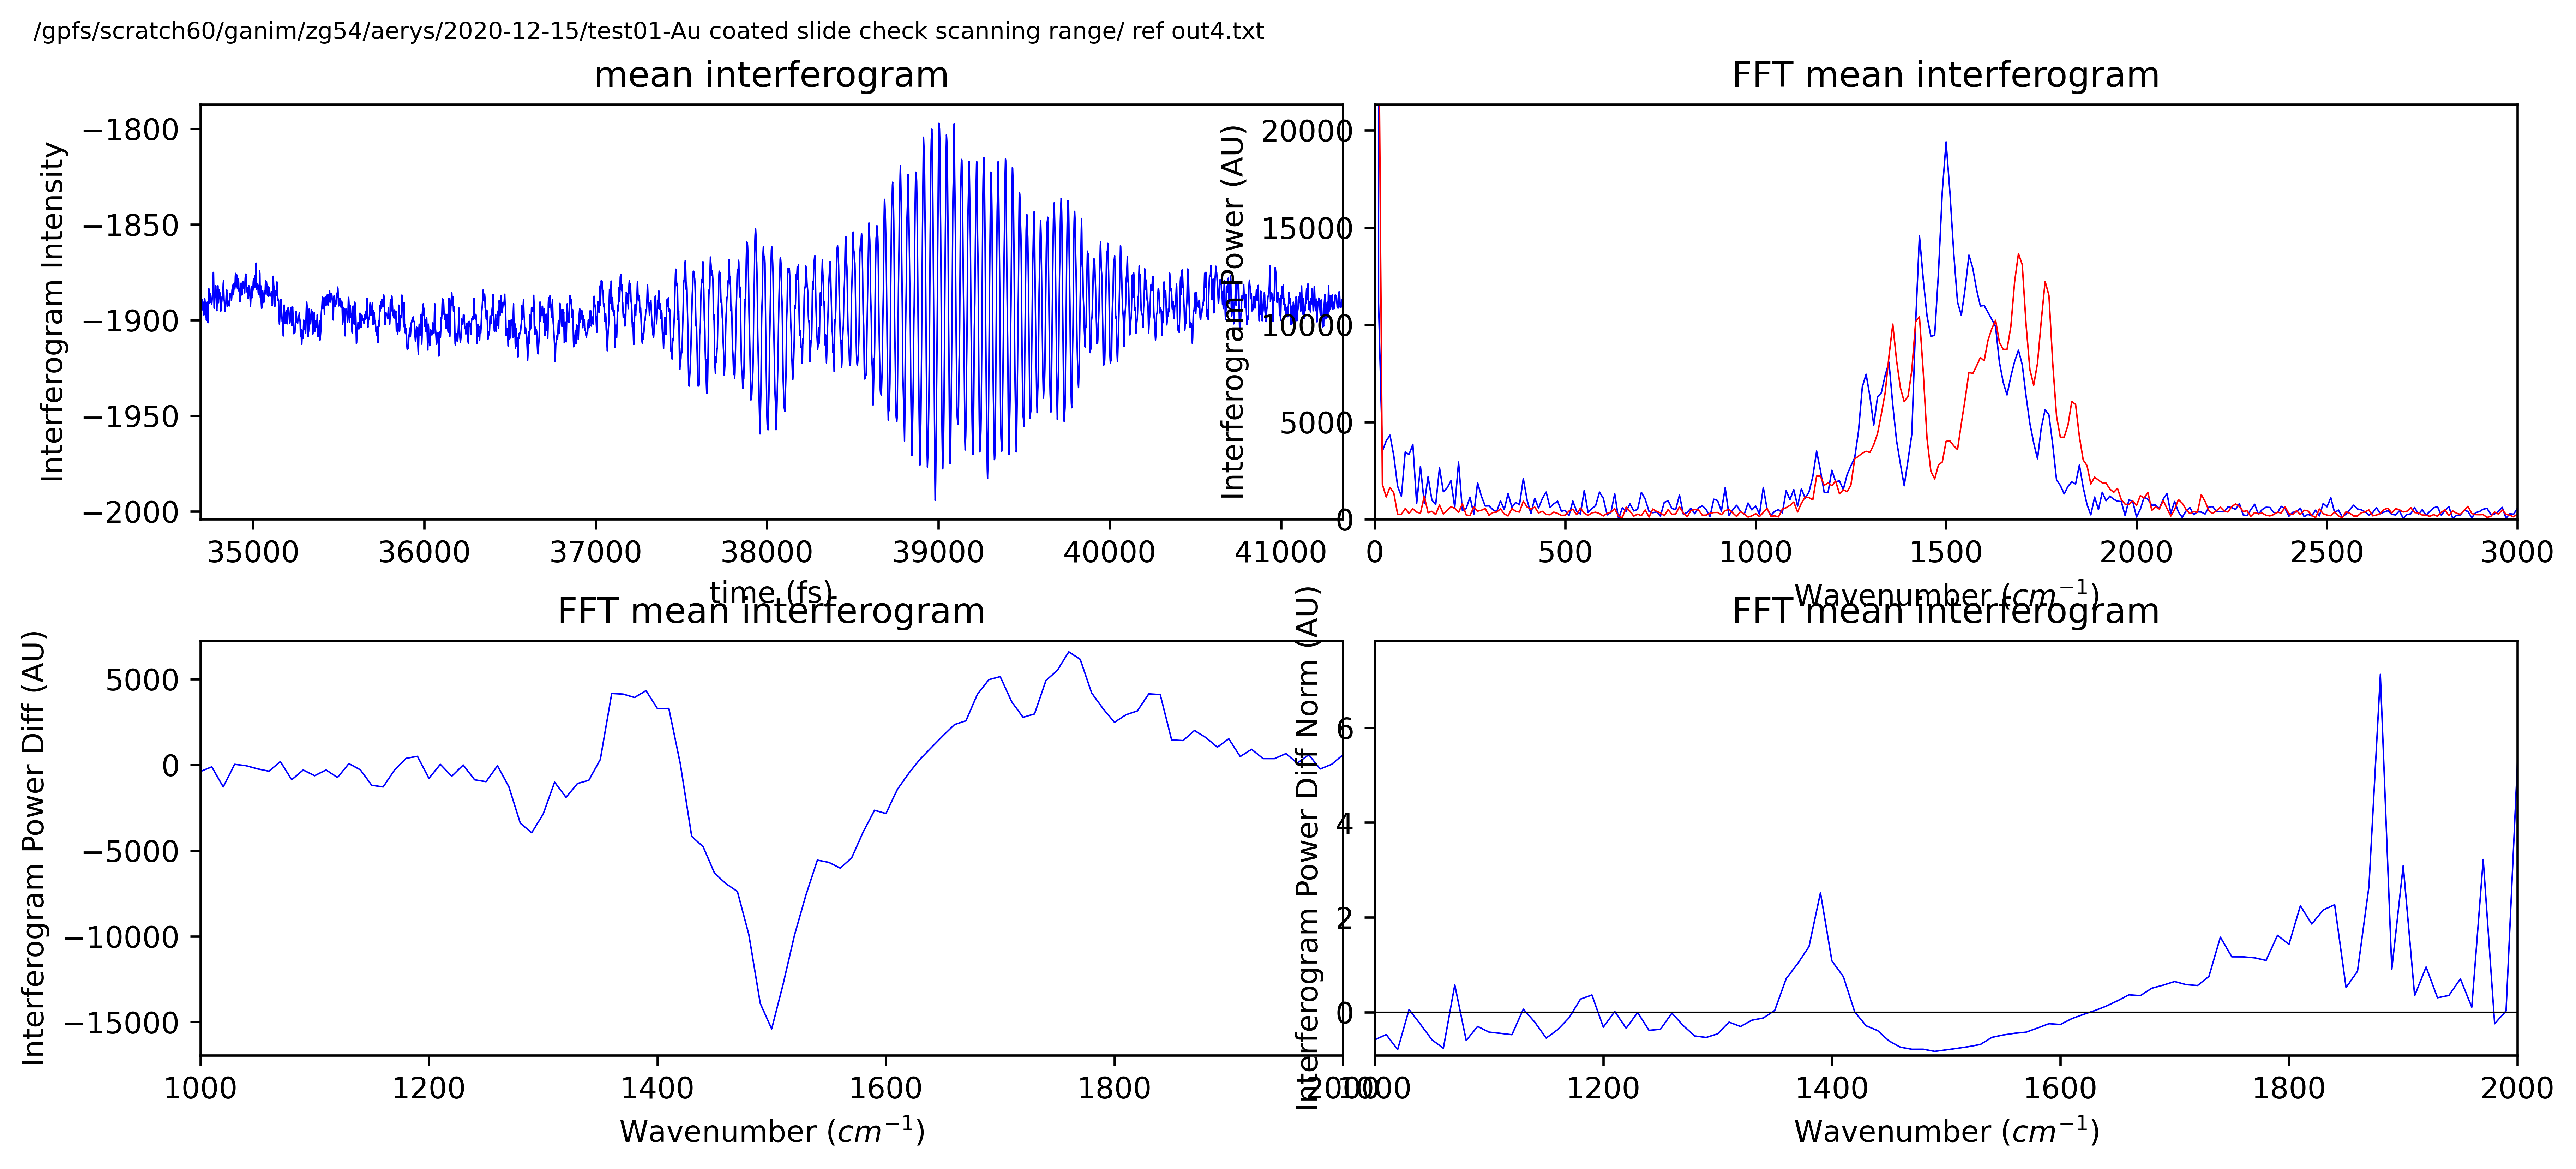 /gpfs/scratch60/ganim/zg54/aerys/2020-12-15/test01-Au coated slide check scanning range/ ref out4.txt
mean interferogram
Interferogram Intensity
−1800
−1850
−1900
−1950
−2000
35000 36000 37000 38000 39000 40000 41000
time (fs)
FFT mean interferogram
Interferogram Power (AU)
20000
15000
10000
5000
0
0 500 1000 1500 2000 2500 3000
Wavenumber (cm⁻¹)
FFT mean interferogram
Interferogram Power Diff (AU)
5000
0
−5000
−10000
−15000
1000 1200 1400 1600 1800 2000
Wavenumber (cm⁻¹)
FFT mean interferogram
Interferogram Power Diff Norm (AU)
6
4
2
0
1000 1200 1400 1600 1800 2000
Wavenumber (cm⁻¹)